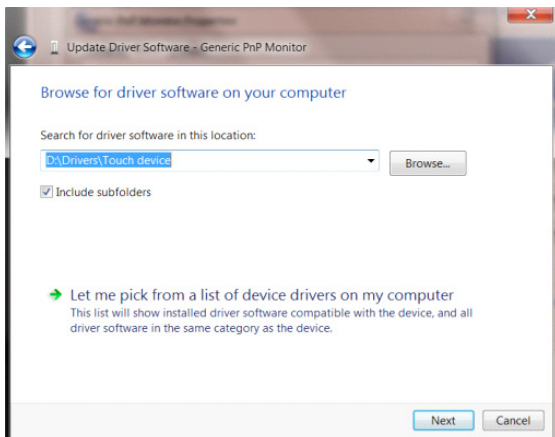 Update Driver Software - Generic PnP Monitor
Browse for driver software on your computer
Search for driver software in this location:
D:\Drivers\Touch device
Browse...
Include subfolders
Let me pick from a list of device drivers on my computer
This list will show installed driver software compatible with the device, and all
driver software in the same category as the device.
Next
Cancel